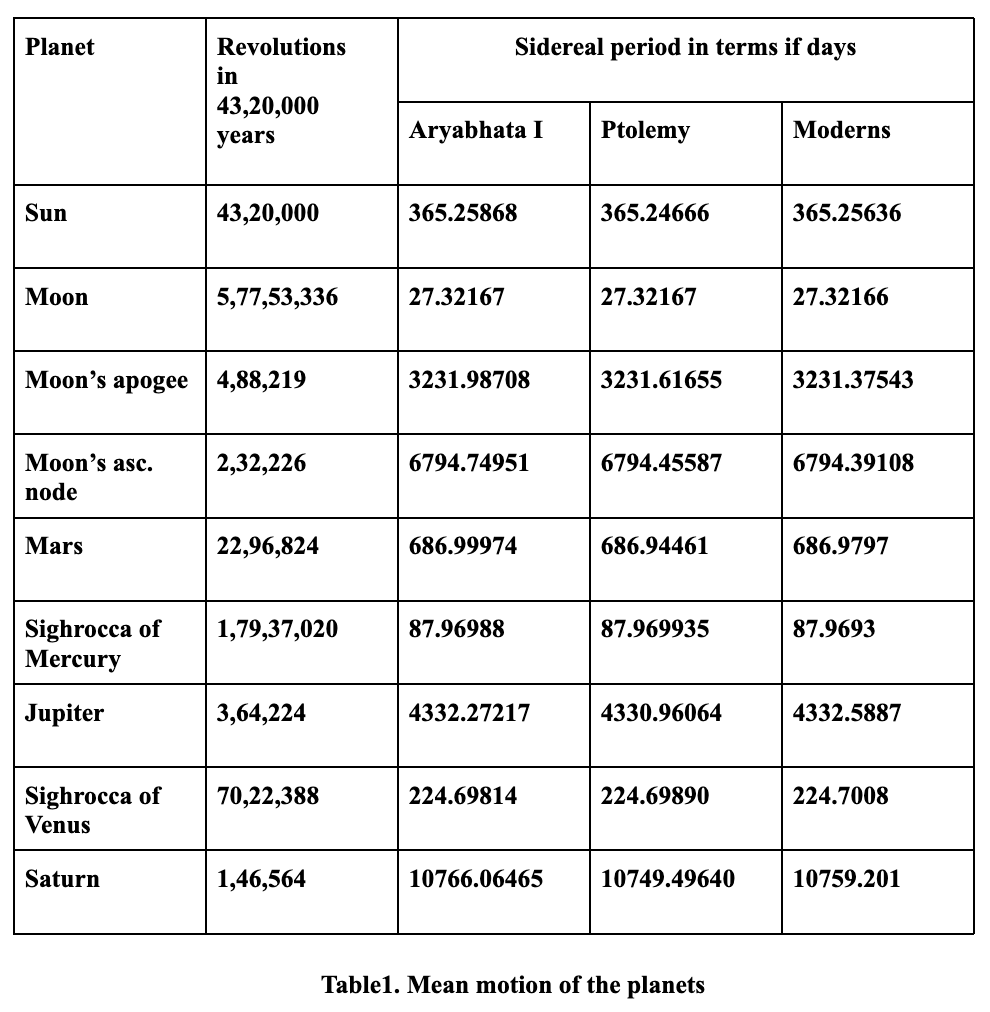 Planet
Revolutions
in
43,20,000
years
Sidereal period in terms if days
Aryabhata I
Ptolemy
Moderns
Sun
43,20,000
365.25868
365.24666
365.25636
Moon
5,77,53,336
27.32167
27.32167
27.32166
Moon’s apogee
4,88,219
3231.98708
3231.61655
3231.37543
Moon’s asc.
node
2,32,226
6794.74951
6794.45587
6794.39108
Mars
22,96,824
686.99974
686.94461
686.9797
Sighrocca of
Mercury
1,79,37,020
87.96988
87.969935
87.9693
Jupiter
3,64,224
4332.27217
4330.96064
4332.5887
Sighrocca of
Venus
70,22,388
224.69814
224.69890
224.7008
Saturn
1,46,564
10766.06465
10749.49640
10759.201
Table1. Mean motion of the planets